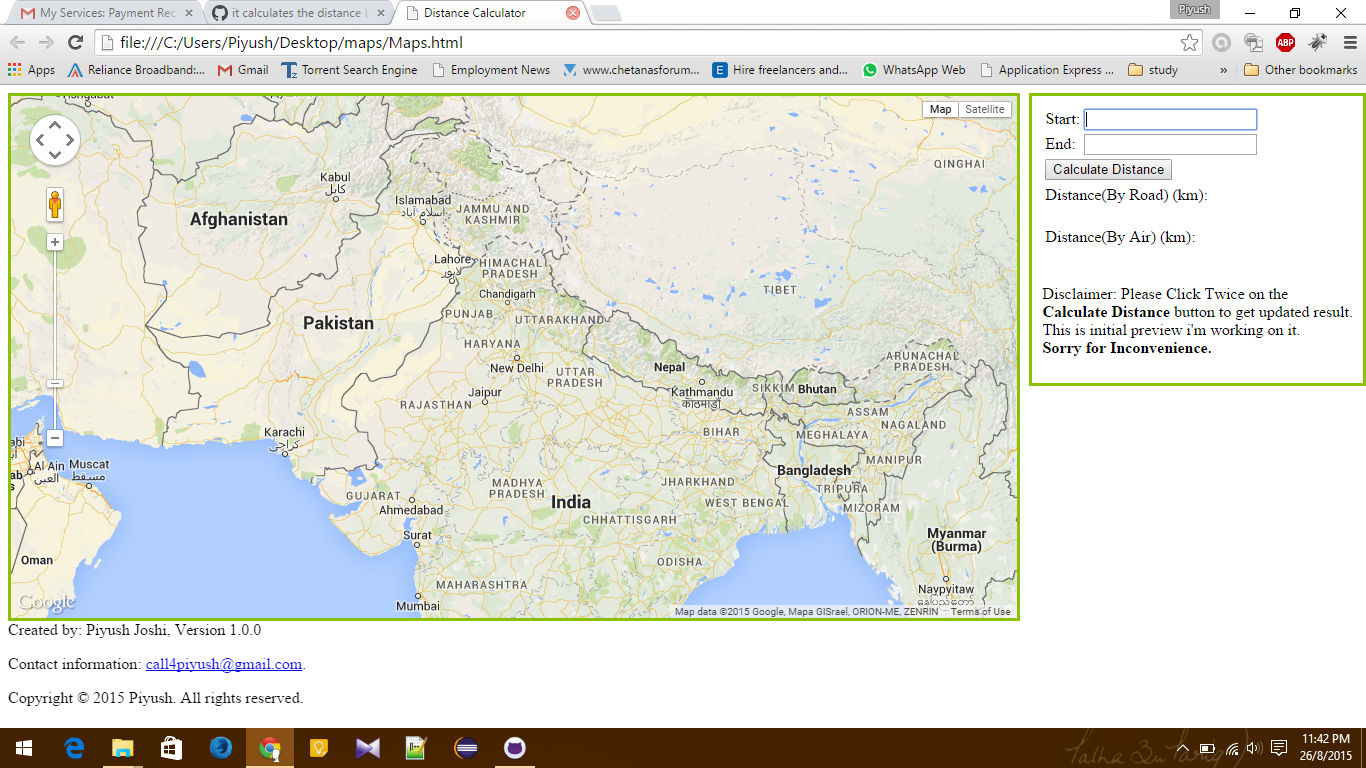 My Services: Payment Rec
it calculates the distance b
Distance Calculator
Piyush
file:///C:/Users/Piyush/Desktop/maps/Maps.html
ABP
Apps
Reliance Broadband:...
Gmail
Torrent Search Engine
Employment News
www.chetanasforum...
E
Hire freelancers and...
WhatsApp Web
Application Express ...
study
»
Other bookmarks
Map
Satellite
QINGHAI
Kabul
کابل
Afghanistan
Islamabad
اسلام آباد
JAMMU AND
KASHMIR
Lahore
لاہور
HIMACHAL
PRADESH
TIBET
Chandigarh
PUNJAB
UTTARAKHAND
Pakistan
HARYANA
New Delhi
UTTAR
PRADESH
Nepal
ARUNACHAL
PRADESH
Jaipur
RAJASTHAN
Kathmandu
काठमाडौं
SIKKIM
Bhutan
ASSAM
NAGALAND
Karachi
کراچی
BIHAR
MEGHALAYA
MANIPUR
Al Ain
العين
Muscat
مسقط
Bangladesh
GUJARAT
Ahmedabad
MADHYA
PRADESH
JHARKHAND
TRIPURA
India
WEST BENGAL
MIZORAM
CHHATTISGARH
Surat
Myanmar
(Burma)
Oman
ODISHA
MAHARASHTRA
Naypyitaw
Mumbai
Google
Map data ©2015 Google, Mapa GISrael, ORION-ME, ZENRIN
Terms of Use
Start:
End:
Calculate Distance
Distance(By Road) (km):
Distance(By Air) (km):
Disclaimer: Please Click Twice on the
Calculate Distance button to get updated result.
This is initial preview i'm working on it.
Sorry for Inconvenience.
Created by: Piyush Joshi, Version 1.0.0
Contact information: call4piyush@gmail.com.
Copyright © 2015 Piyush. All rights reserved.
11:42 PM
26/8/2015